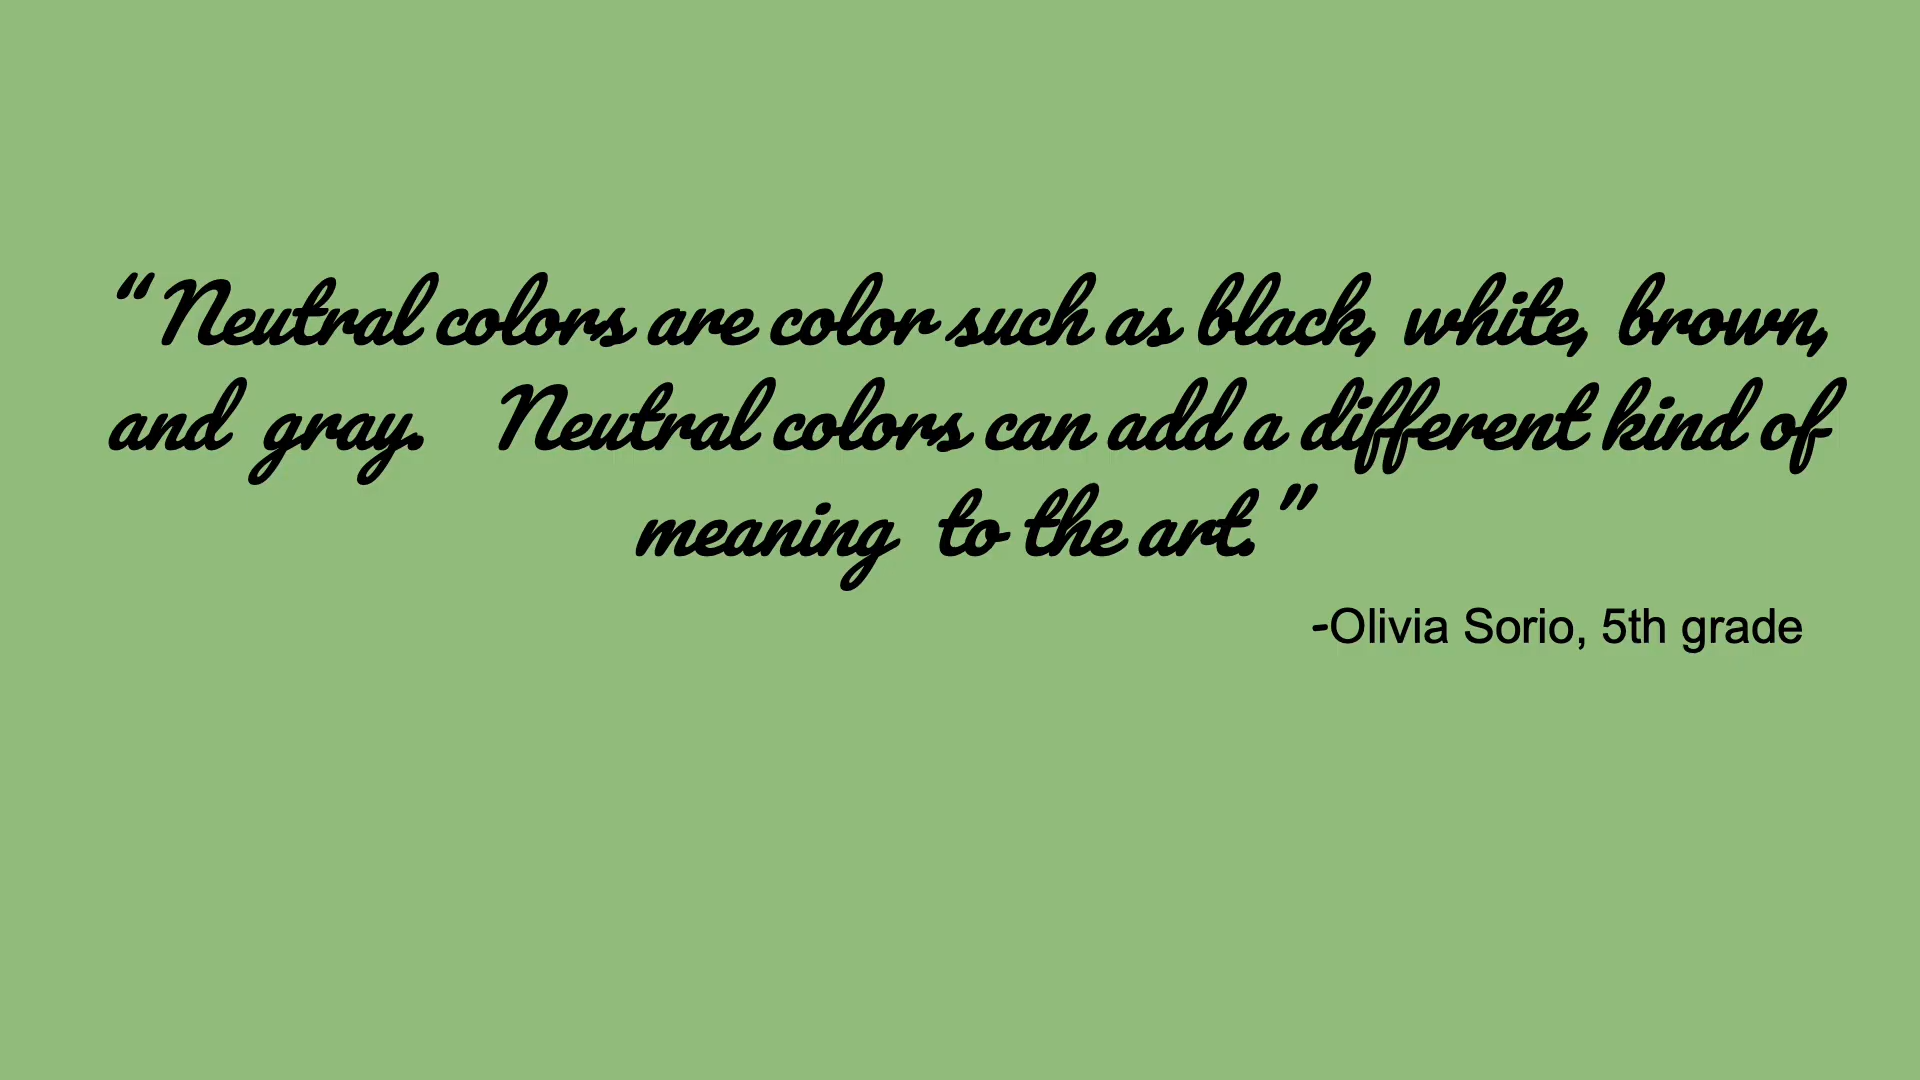 “Neutral colors are color such as black, white, brown,
and gray. Neutral colors can add a different kind of
meaning to the art.”
-Olivia Sorio, 5th grade